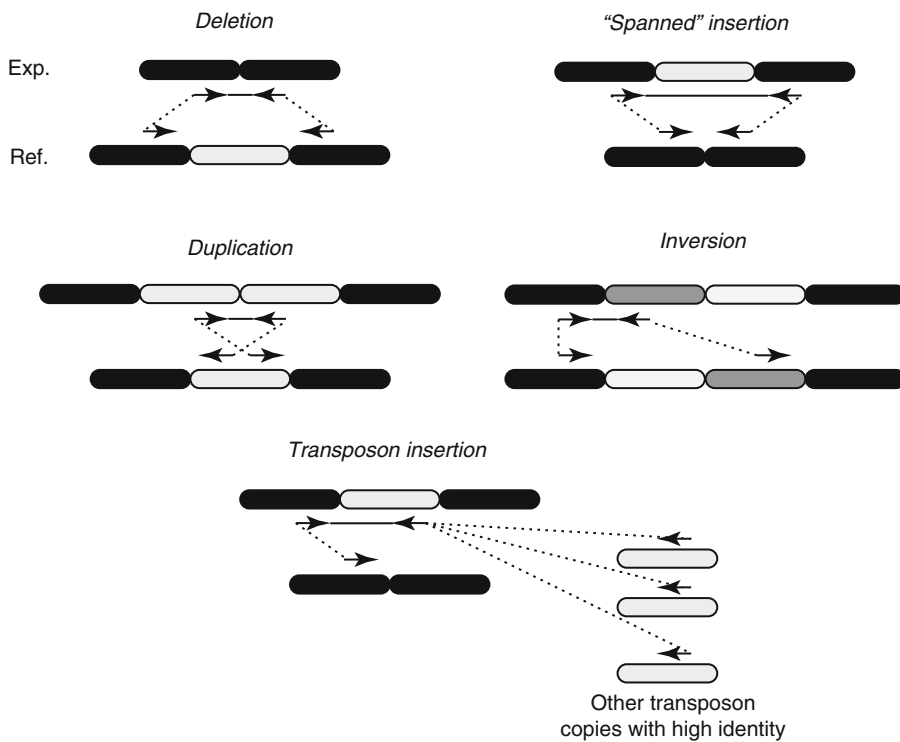 Deletion
“Spanned” insertion
Exp.
Ref.
Duplication
Inversion
Transposon insertion
Other transposon
copies with high identity